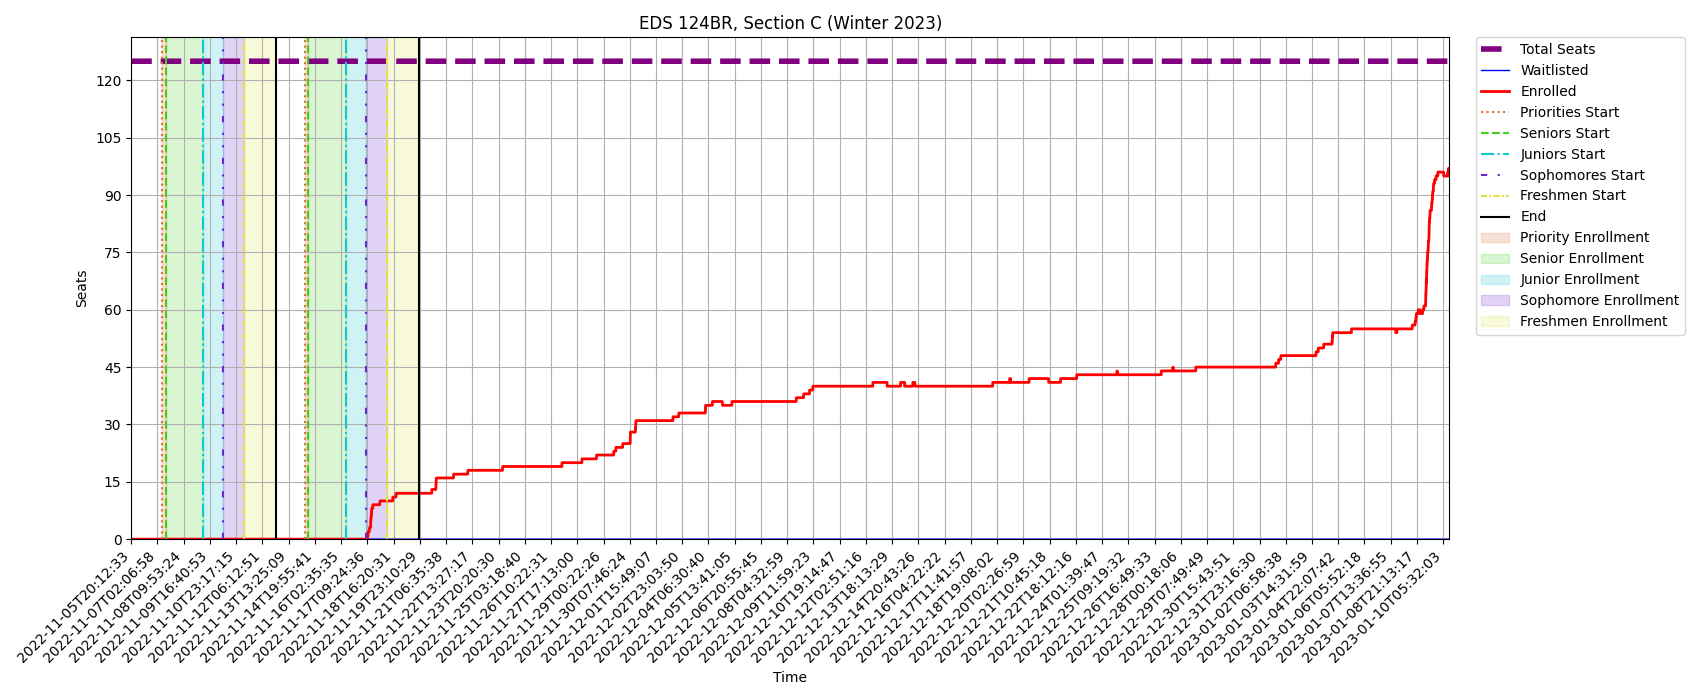 EDS 124BR, Section C (Winter 2023)
Seats
120
105
90
75
60
45
30
15
0
Total Seats
Waitlisted
Enrolled
Priorities Start
Seniors Start
Juniors Start
Sophomores Start
Freshmen Start
End
Priority Enrollment
Senior Enrollment
Junior Enrollment
Sophomore Enrollment
Freshmen Enrollment
2022-11-05T20:12:33
2022-11-07T02:06:58
2022-11-08T09:53:24
2022-11-09T16:40:53
2022-11-10T23:17:15
2022-11-12T06:12:51
2022-11-13T13:25:09
2022-11-14T19:55:41
2022-11-16T02:35:35
2022-11-17T09:24:36
2022-11-18T16:20:31
2022-11-19T23:10:29
2022-11-21T06:35:38
2022-11-22T13:27:17
2022-11-23T20:20:30
2022-11-25T03:18:40
2022-11-26T10:22:31
2022-11-27T17:13:00
2022-11-29T00:22:26
2022-11-30T07:46:24
2022-12-01T15:49:07
2022-12-02T23:03:50
2022-12-04T06:30:40
2022-12-05T13:41:05
2022-12-06T20:55:45
2022-12-08T04:32:59
2022-12-09T11:59:23
2022-12-10T19:14:47
2022-12-12T02:51:16
2022-12-13T18:13:29
2022-12-14T20:43:26
2022-12-16T04:22:22
2022-12-17T11:41:57
2022-12-18T19:08:02
2022-12-20T02:26:59
2022-12-21T10:45:18
2022-12-22T18:12:16
2022-12-24T01:39:47
2022-12-25T09:19:32
2022-12-26T16:49:33
2022-12-28T00:18:06
2022-12-29T07:49:49
2022-12-30T15:43:51
2022-12-31T23:16:30
2023-01-02T06:58:38
2023-01-03T14:31:59
2023-01-04T22:07:42
2023-01-06T05:52:18
2023-01-07T13:36:55
2023-01-08T21:13:17
2023-01-10T05:32:03
Time